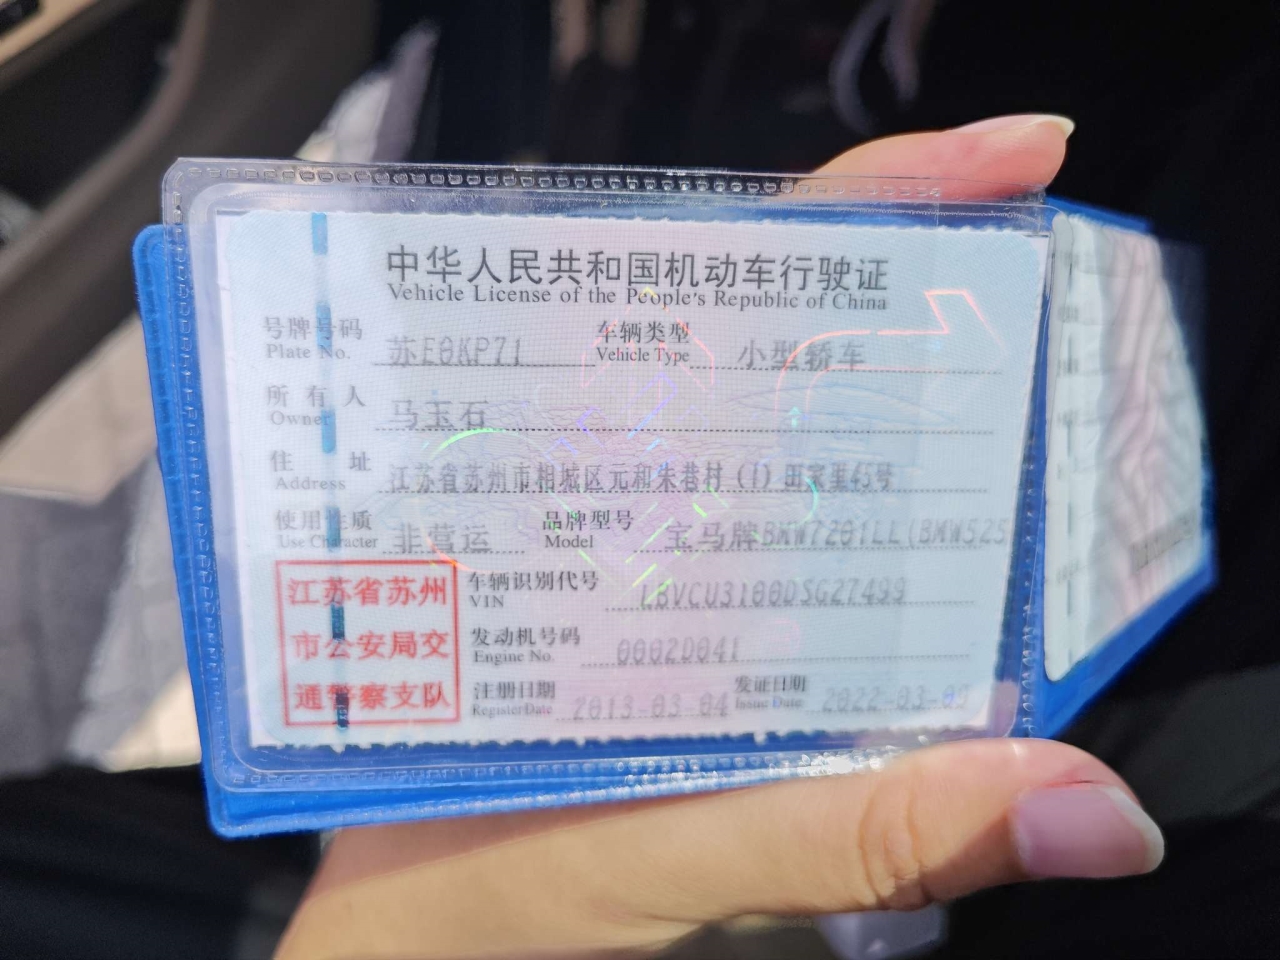 中华人民共和国机动车行驶证
Vehicle License of the People's Republic of China
号牌号码 苏E0KP71 车辆类型 小型轿车
Plate No. Vehicle Type
所有人 马玉石
Owner
住址 江苏省苏州市相城区元和朱巷村(1)田家里45号
Address
使用性质 非营运 品牌型号 宝马牌BMW7201LL(BMW525
Use Character Model
江苏省苏州 车辆识别代号 LBVCU3100DSG27499
VIN
市公安局交 发动机号码 0002D041
Engine No.
通警察支队 注册日期 2013-03-04 发证日期 2022-03-09
Register Date Issue Date